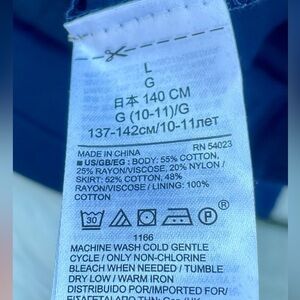 L
G
日本 140 CM
G (10-11)/G
137-142см/10-11лет
RN 54023
MADE IN CHINA
■ US/GB/EG : BODY: 55% COTTON,
25% RAYON/VISCOSE, 20% NYLON /
SKIRT: 52% COTTON, 48%
RAYON/VISCOSE / LINING: 100%
COTTON
30
P
1166
MACHINE WASH COLD GENTLE
CYCLE / ONLY NON-CHLORINE
BLEACH WHEN NEEDED / TUMBLE
DRY LOW / WARM IRON
DISTRIBUIDO POR/IMPORTED FOR/